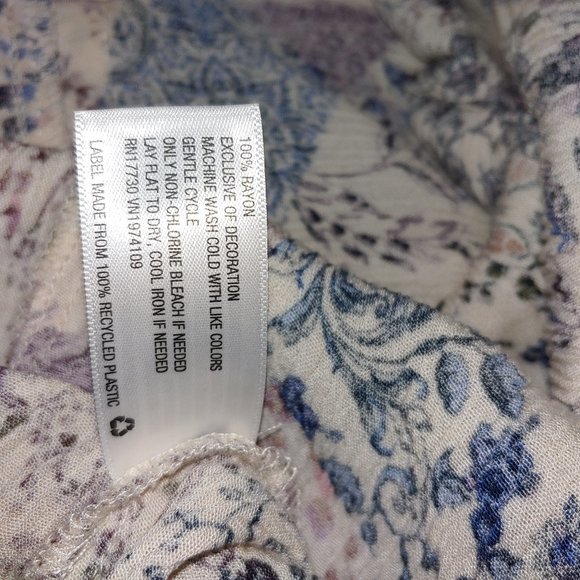 100% RAYON
EXCLUSIVE OF DECORATION
MACHINE WASH COLD WITH LIKE COLORS
GENTLE CYCLE
ONLY NON-CHLORINE BLEACH IF NEEDED
LAY FLAT TO DRY, COOL IRON IF NEEDED
RN17730 VN1974109
LABEL MADE FROM 100% RECYCLED PLASTIC